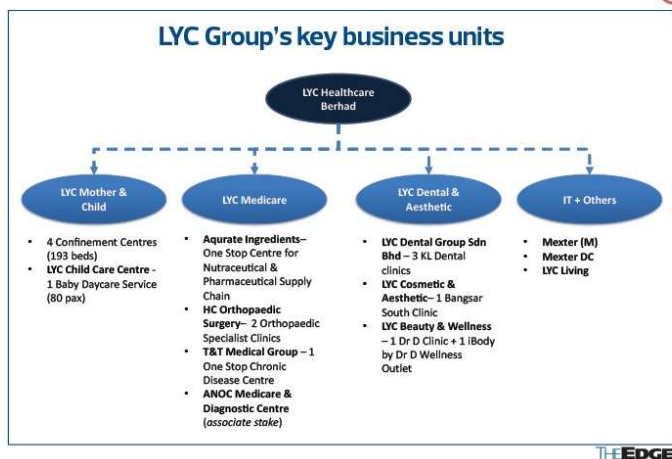 LYC Group's key business units
LYC Healthcare
Berhad
LYC Mother &
Child
LYC Medicare
LYC Dental &
Aesthetic
IT + Others
• 4 Confinement Centres
(193 beds)
• LYC Child Care Centre -
1 Baby Daycare Service
(80 pax)
• Aqurate Ingredients–
One Stop Centre for
Nutraceutical &
Pharmaceutical Supply
Chain
• HC Orthopaedic
Surgery– 2 Orthopaedic
Specialist Clinics
• T&T Medical Group – 1
One Stop Chronic
Disease Centre
• ANOC Medicare &
Diagnostic Centre
(associate stake)
• LYC Dental Group Sdn
Bhd – 3 KL Dental
clinics
• LYC Cosmetic &
Aesthetic– 1 Bangsar
South Clinic
• LYC Beauty & Wellness
– 1 Dr D Clinic + 1 iBody
by Dr D Wellness
Outlet
• Mexter (M)
• Mexter DC
• LYC Living
THE EDGE